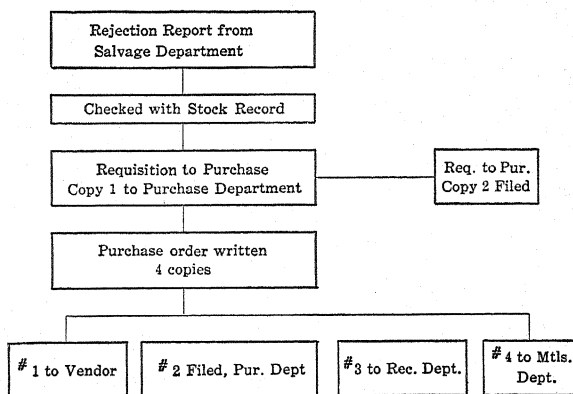 Rejection Report from
Salvage Department
Checked with Stock Record
Requisition to Purchase
Copy 1 to Purchase Department
Req. to Pur.
Copy 2 Filed
Purchase order written
4 copies
# 1 to Vendor
# 2 Filed, Pur. Dept
#3 to Rec. Dept.
# 4 to Mtls.
Dept.